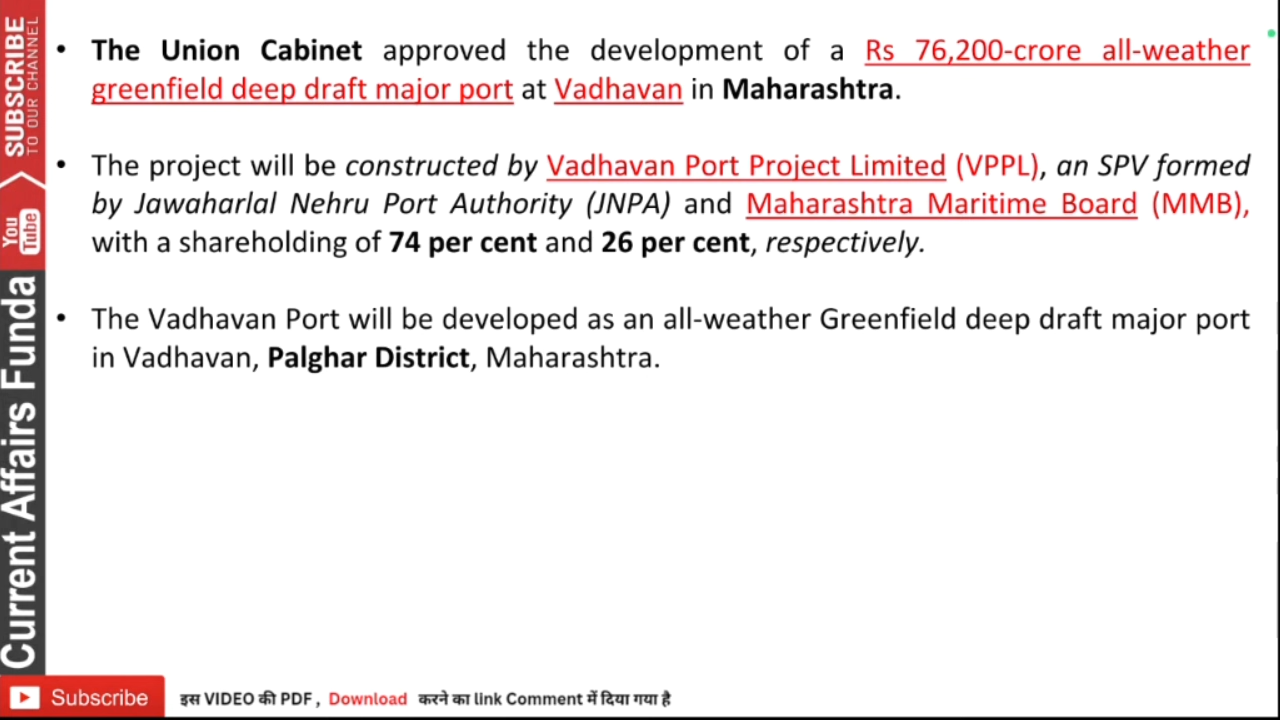 • The Union Cabinet approved the development of a Rs 76,200-crore all-weather
greenfield deep draft major port at Vadhavan in Maharashtra.
• The project will be constructed by Vadhavan Port Project Limited (VPPL), an SPV formed
by Jawaharlal Nehru Port Authority (JNPA) and Maharashtra Maritime Board (MMB),
with a shareholding of 74 per cent and 26 per cent, respectively.
• The Vadhavan Port will be developed as an all-weather Greenfield deep draft major port
in Vadhavan, Palghar District, Maharashtra.
SUBSCRIBE
TO OUR CHANNEL
You
Tube
Current Affairs Funda
Subscribe
इस VIDEO की PDF , Download करने का link Comment में दिया गया है